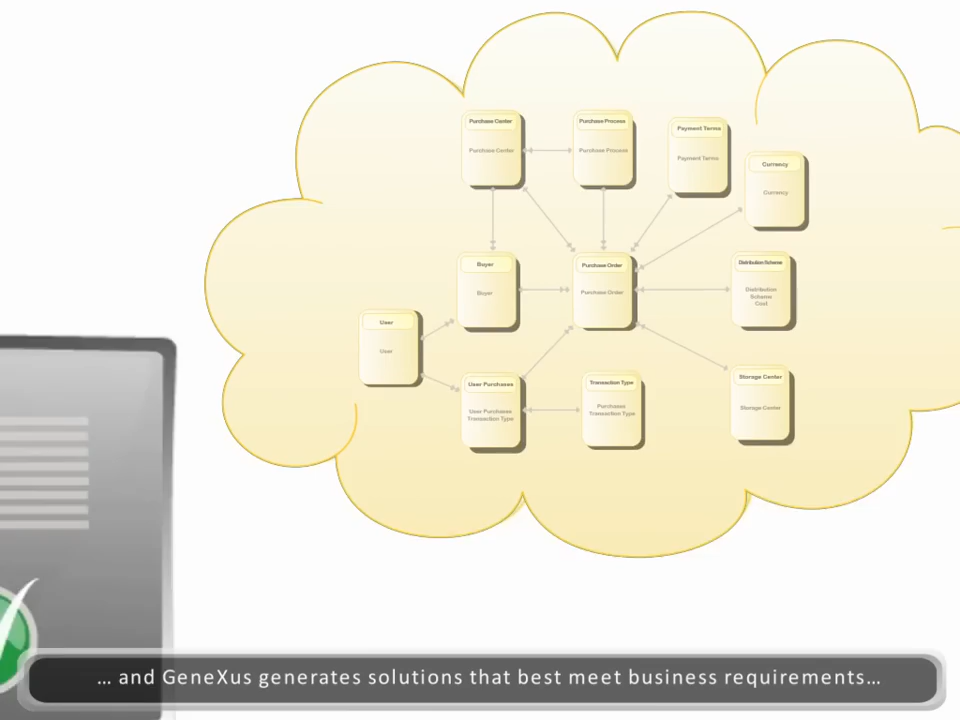 Purchase Center
Purchase Center
Purchase Process
Purchase Process
Payment Terms
Payment Terms
Currency
Currency
Buyer
Buyer
Purchase Order
Purchase Order
Distribution Scheme
Distribution
Scheme
Cost
User
User
User Purchases
User Purchases
Transaction Type
Transaction Type
Purchases
Transaction Type
Storage Center
Storage Center
… and GeneXus generates solutions that best meet business requirements…